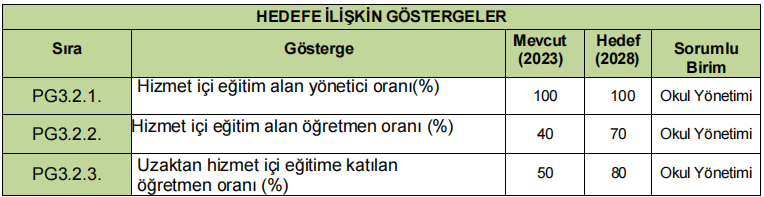 HEDEFE İLİŞKİN GÖSTERGELER
Sıra Gösterge Mevcut (2023) Hedef (2028) Sorumlu Birim
PG3.2.1. Hizmet içi eğitim alan yönetici oranı(%) 100 100 Okul Yönetimi
PG3.2.2. Hizmet içi eğitim alan öğretmen oranı (%) 40 70 Okul Yönetimi
PG3.2.3. Uzaktan hizmet içi eğitime katılan
öğretmen oranı (%) 50 80 Okul Yönetimi